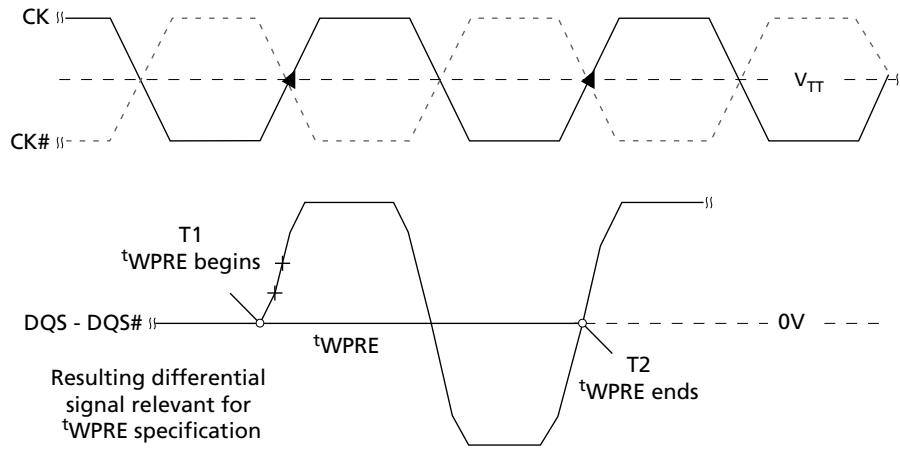 CK
V_TT
CK#
T1
ᵗWPRE begins
DQS - DQS#
0V
ᵗWPRE
T2
ᵗWPRE ends
Resulting differential
signal relevant for
ᵗWPRE specification